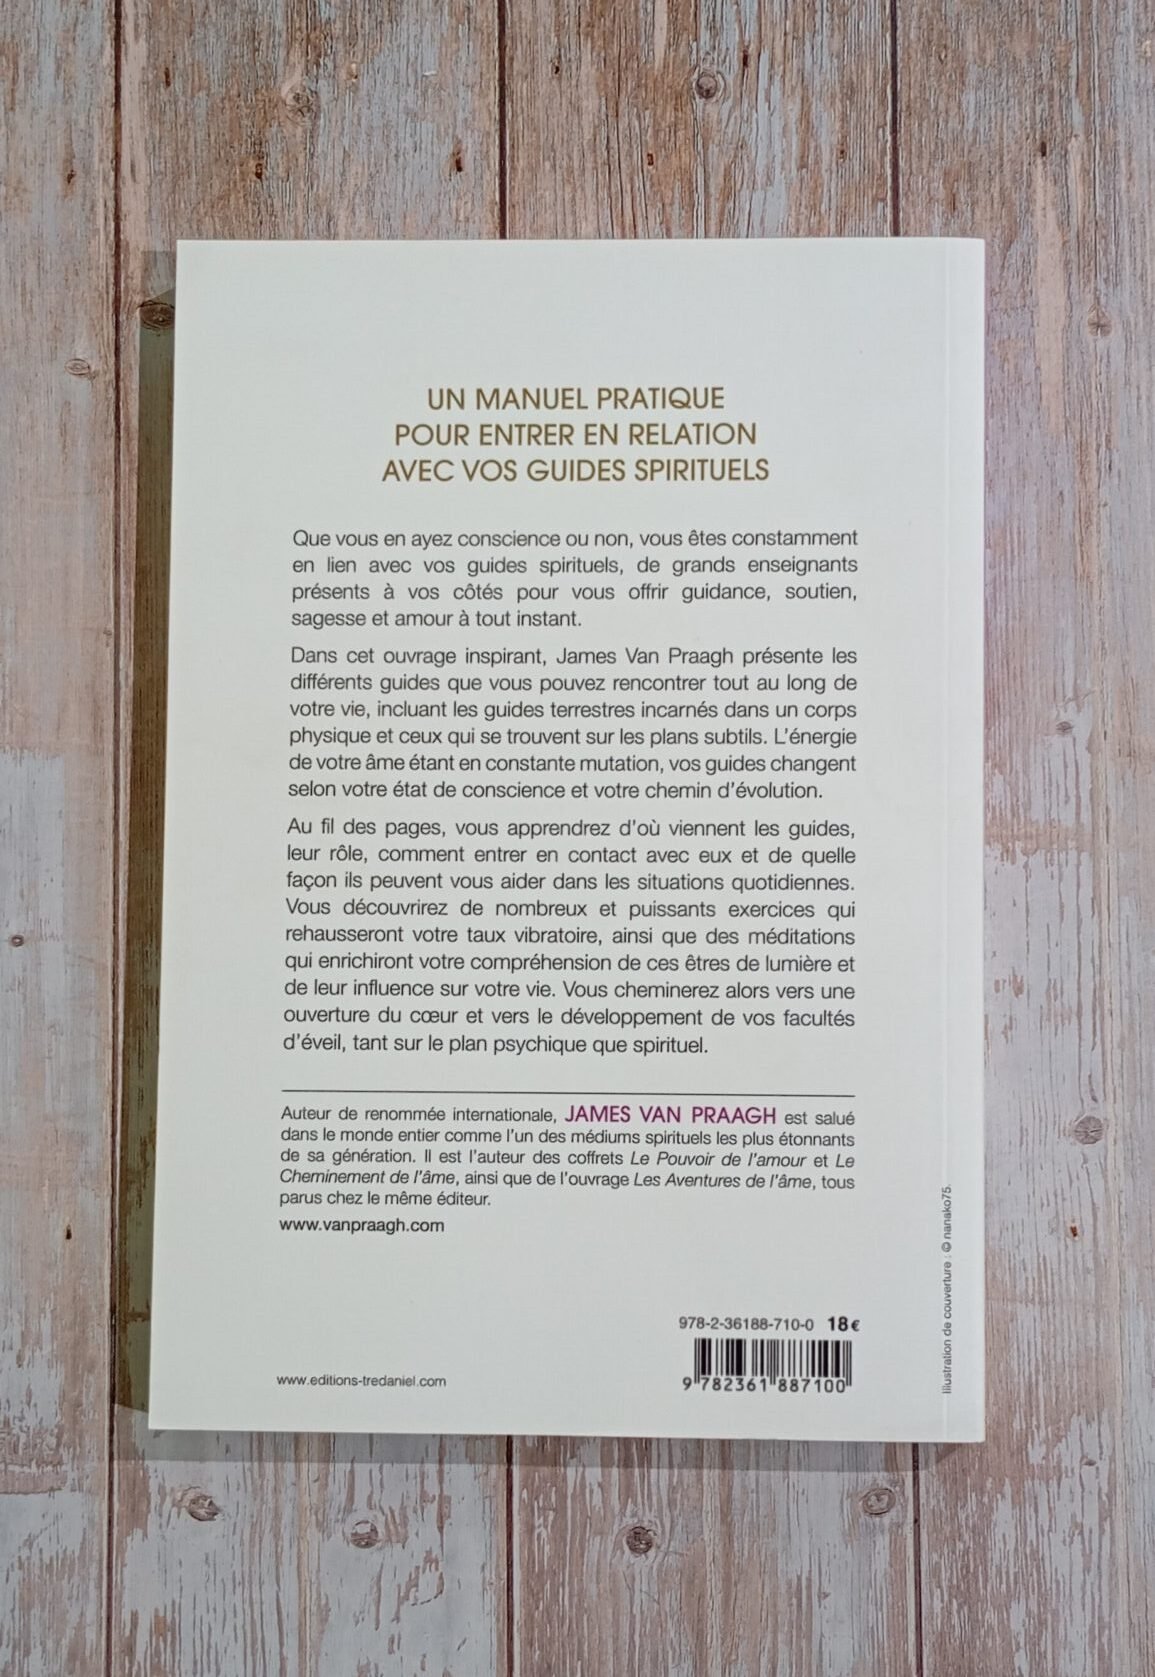 UN MANUEL PRATIQUE
POUR ENTRER EN RELATION
AVEC VOS GUIDES SPIRITUELS
Que vous en ayez conscience ou non, vous êtes constamment
en lien avec vos guides spirituels, de grands enseignants
présents à vos côtés pour vous offrir guidance, soutien,
sagesse et amour à tout instant.
Dans cet ouvrage inspirant, James Van Praagh présente les
différents guides que vous pouvez rencontrer tout au long de
votre vie, incluant les guides terrestres incarnés dans un corps
physique et ceux qui se trouvent sur les plans subtils. L'énergie
de votre âme étant en constante mutation, vos guides changent
selon votre état de conscience et votre chemin d'évolution.
Au fil des pages, vous apprendrez d'où viennent les guides,
leur rôle, comment entrer en contact avec eux et de quelle
façon ils peuvent vous aider dans les situations quotidiennes.
Vous découvrirez de nombreux et puissants exercices qui
rehausseront votre taux vibratoire, ainsi que des méditations
qui enrichiront votre compréhension de ces êtres de lumière et
de leur influence sur votre vie. Vous cheminerez alors vers une
ouverture du cœur et vers le développement de vos facultés
d'éveil, tant sur le plan psychique que spirituel.
Auteur de renommée internationale, JAMES VAN PRAAGH est salué
dans le monde entier comme l'un des médiums spirituels les plus étonnants
de sa génération. Il est l'auteur des coffrets Le Pouvoir de l'amour et Le
Cheminement de l'âme, ainsi que de l'ouvrage Les Aventures de l'âme, tous
parus chez le même éditeur.
www.vanpraagh.com
978-2-36188-710-0 18€
9 782361 887100
www.editions-tredaniel.com
Illustration de couverture : © nanako75.